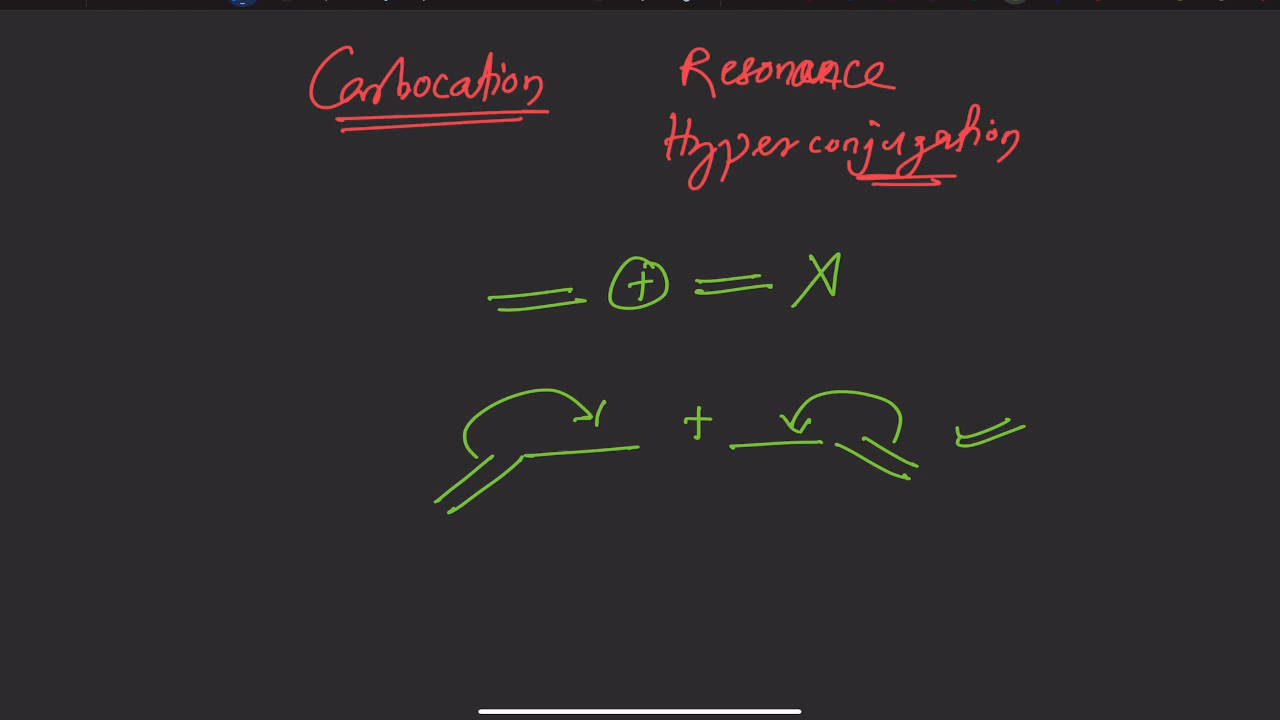 Carbocation
Resonance
Hyperconjugation
+
+